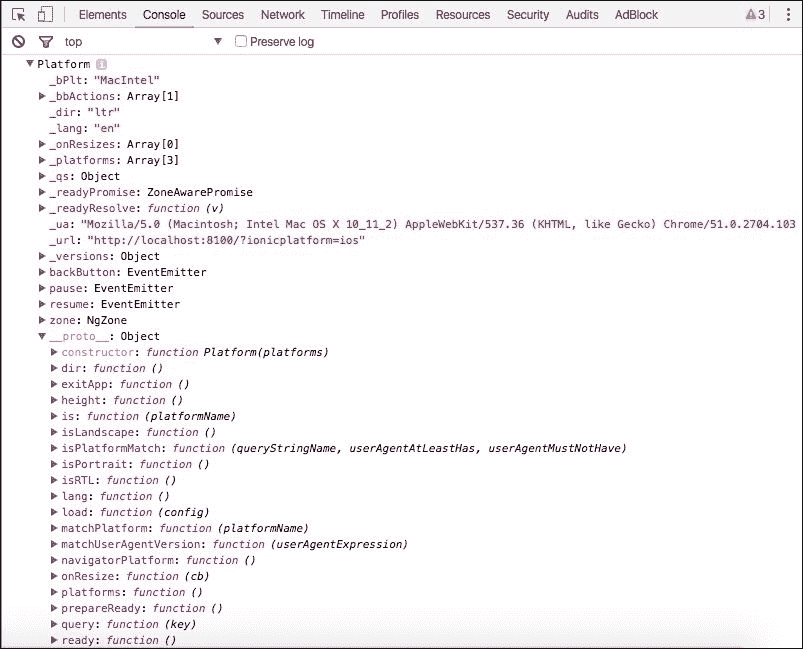 Elements Console Sources Network Timeline Profiles Resources Security Audits AdBlock 3
top Preserve log
Platform i
_bPlt: "MacIntel"
_bbActions: Array[1]
_dir: "ltr"
_lang: "en"
_onResizes: Array[0]
_platforms: Array[3]
_qs: Object
_readyPromise: ZoneAwarePromise
_readyResolve: function (v)
_ua: "Mozilla/5.0 (Macintosh; Intel Mac OS X 10_11_2) AppleWebKit/537.36 (KHTML, like Gecko) Chrome/51.0.2704.103
_url: "http://localhost:8100/?ionicplatform=ios"
_versions: Object
backButton: EventEmitter
pause: EventEmitter
resume: EventEmitter
zone: NgZone
__proto__: Object
constructor: function Platform(platforms)
dir: function ()
exitApp: function ()
height: function ()
is: function (platformName)
isLandscape: function ()
isPlatformMatch: function (queryStringName, userAgentAtLeastHas, userAgentMustNotHave)
isPortrait: function ()
isRTL: function ()
lang: function ()
load: function (config)
matchPlatform: function (platformName)
matchUserAgentVersion: function (userAgentExpression)
navigatorPlatform: function ()
onResize: function (cb)
platforms: function ()
prepareReady: function ()
query: function (key)
ready: function ()